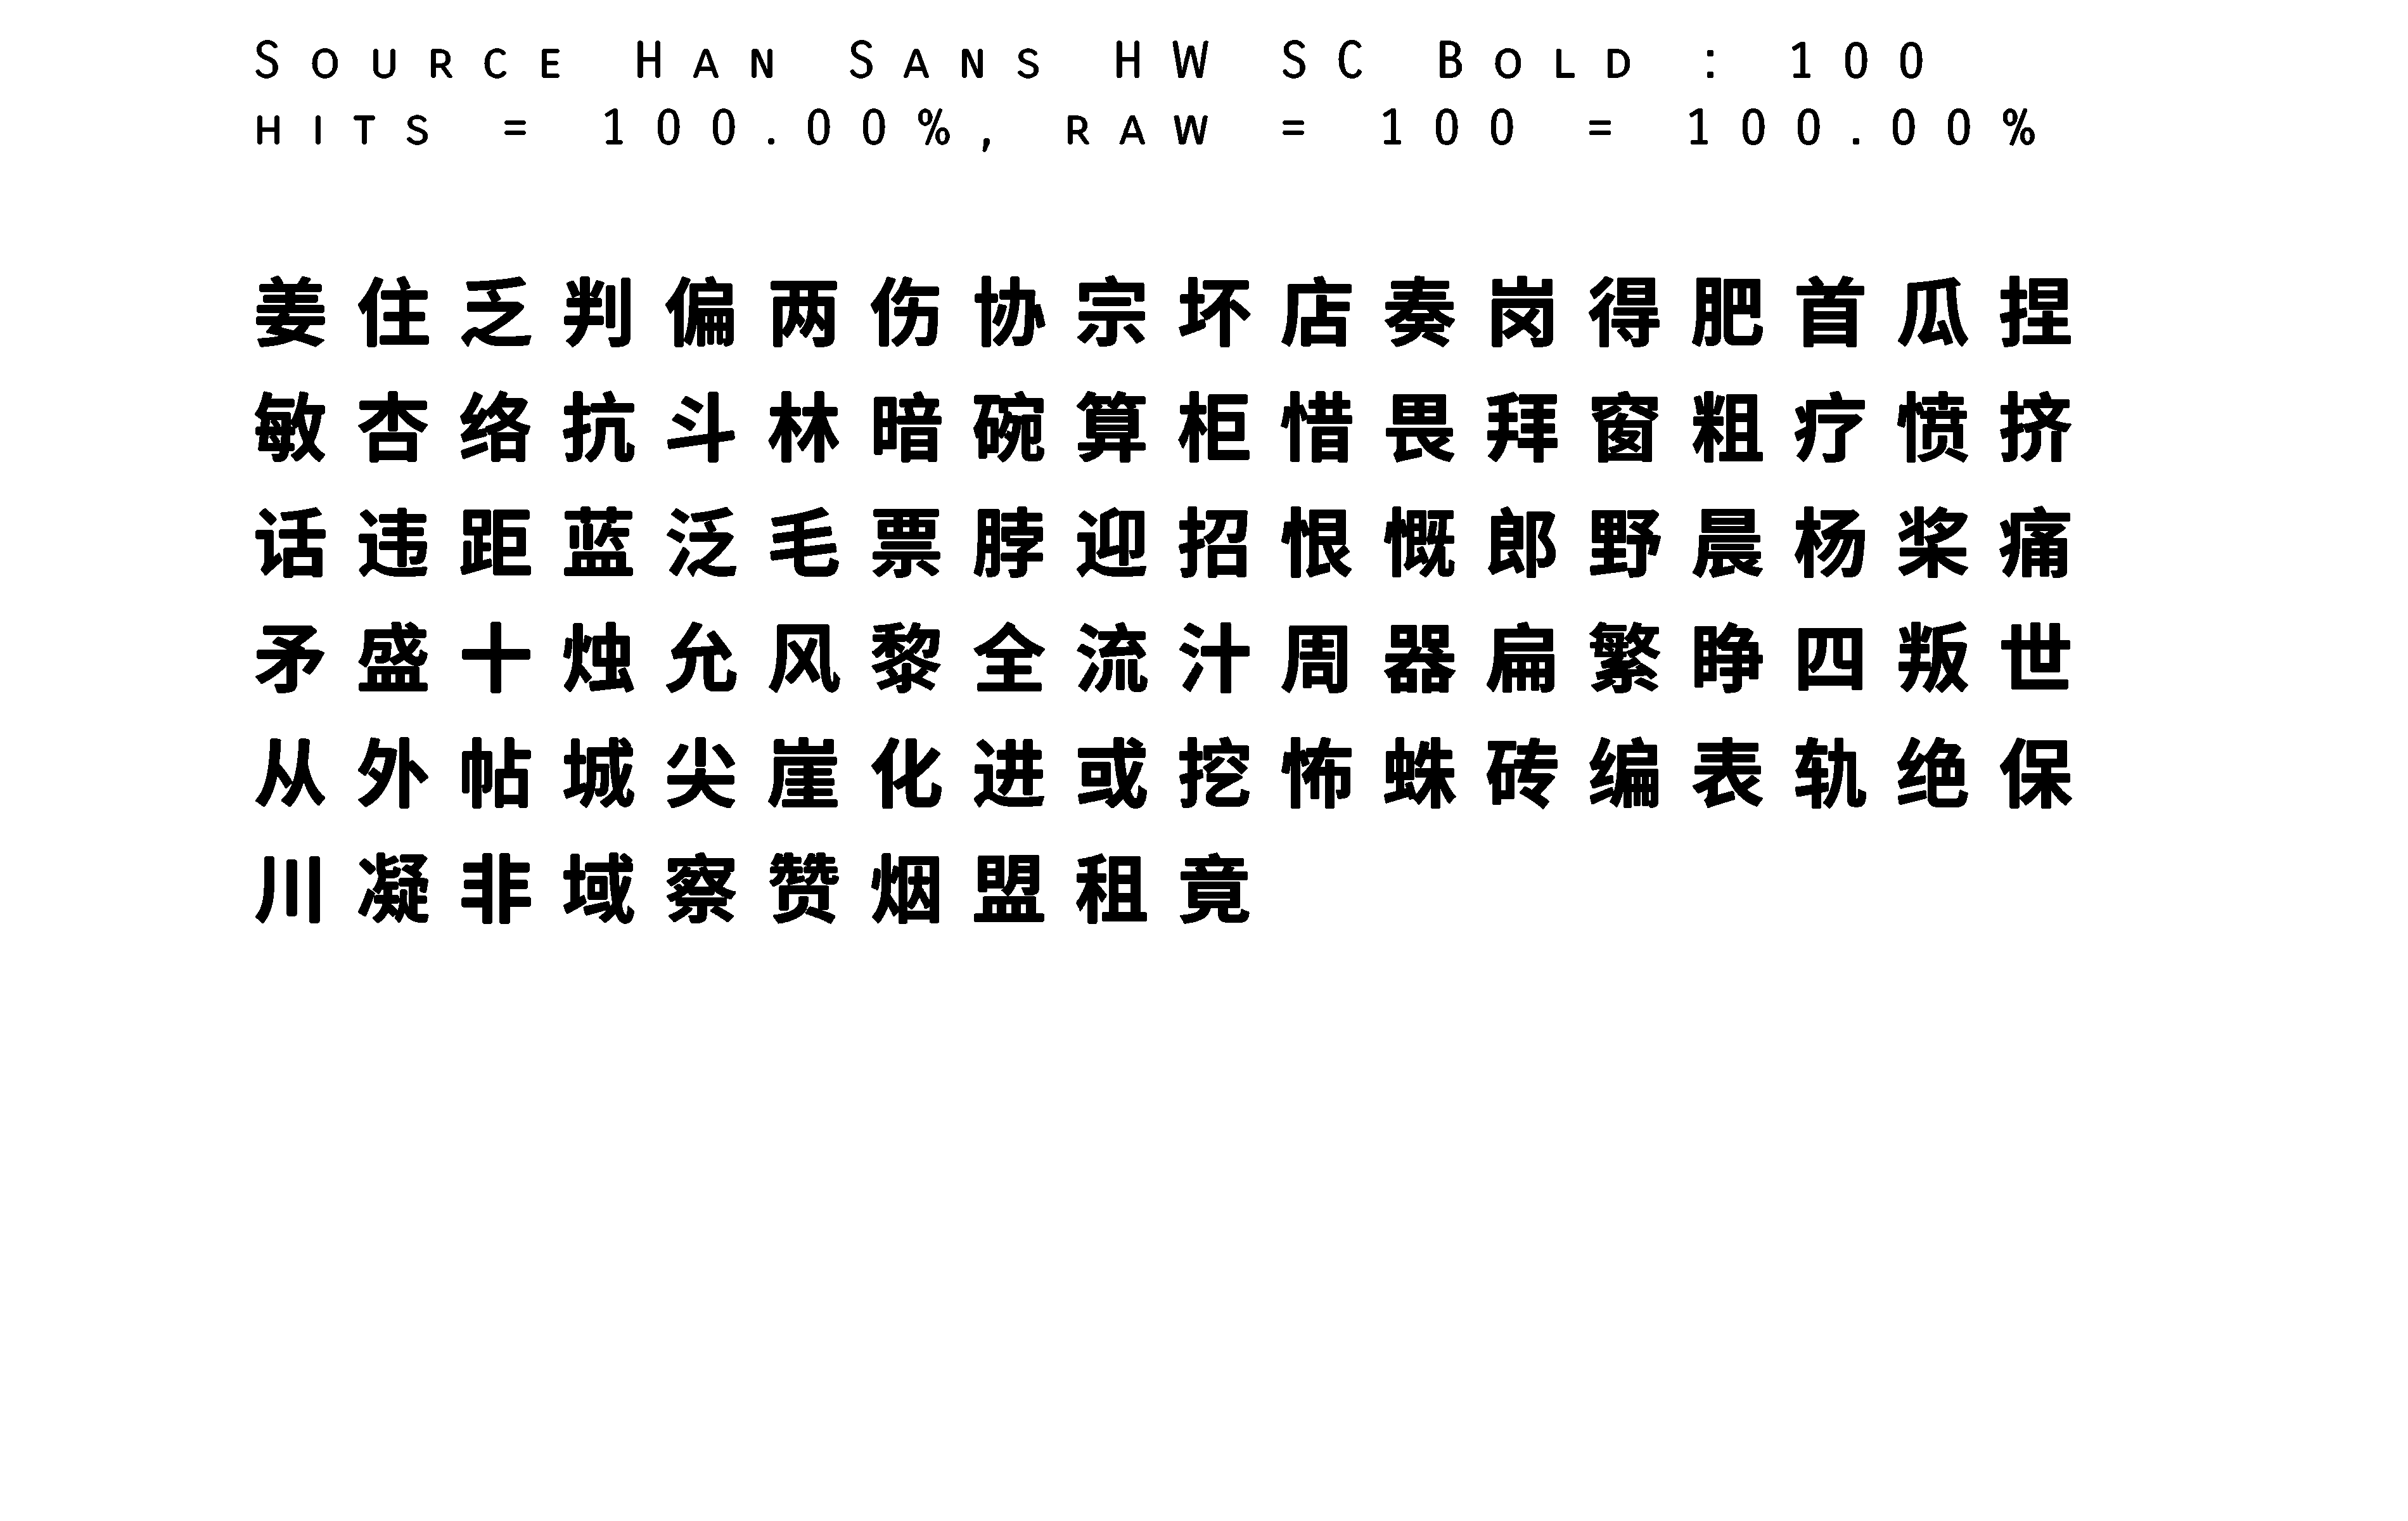 Source Han Sans HW SC Bold : 100
hits = 100.00%, raw = 100 = 100.00%
姜住乏判偏两伤协宗坏店奏岗得肥首瓜捏
敏杏络抗斗林暗碗算柜惜畏拜窗粗疗愤挤
话违距蓝泛毛票脖迎招恨慨郎野晨杨桨痛
矛盛十烛允风黎全流汁周器扁繁睁四叛世
从外帖城尖崖化进或挖怖蛛砖编表轨绝保
川凝非域察赞烟盟租竟